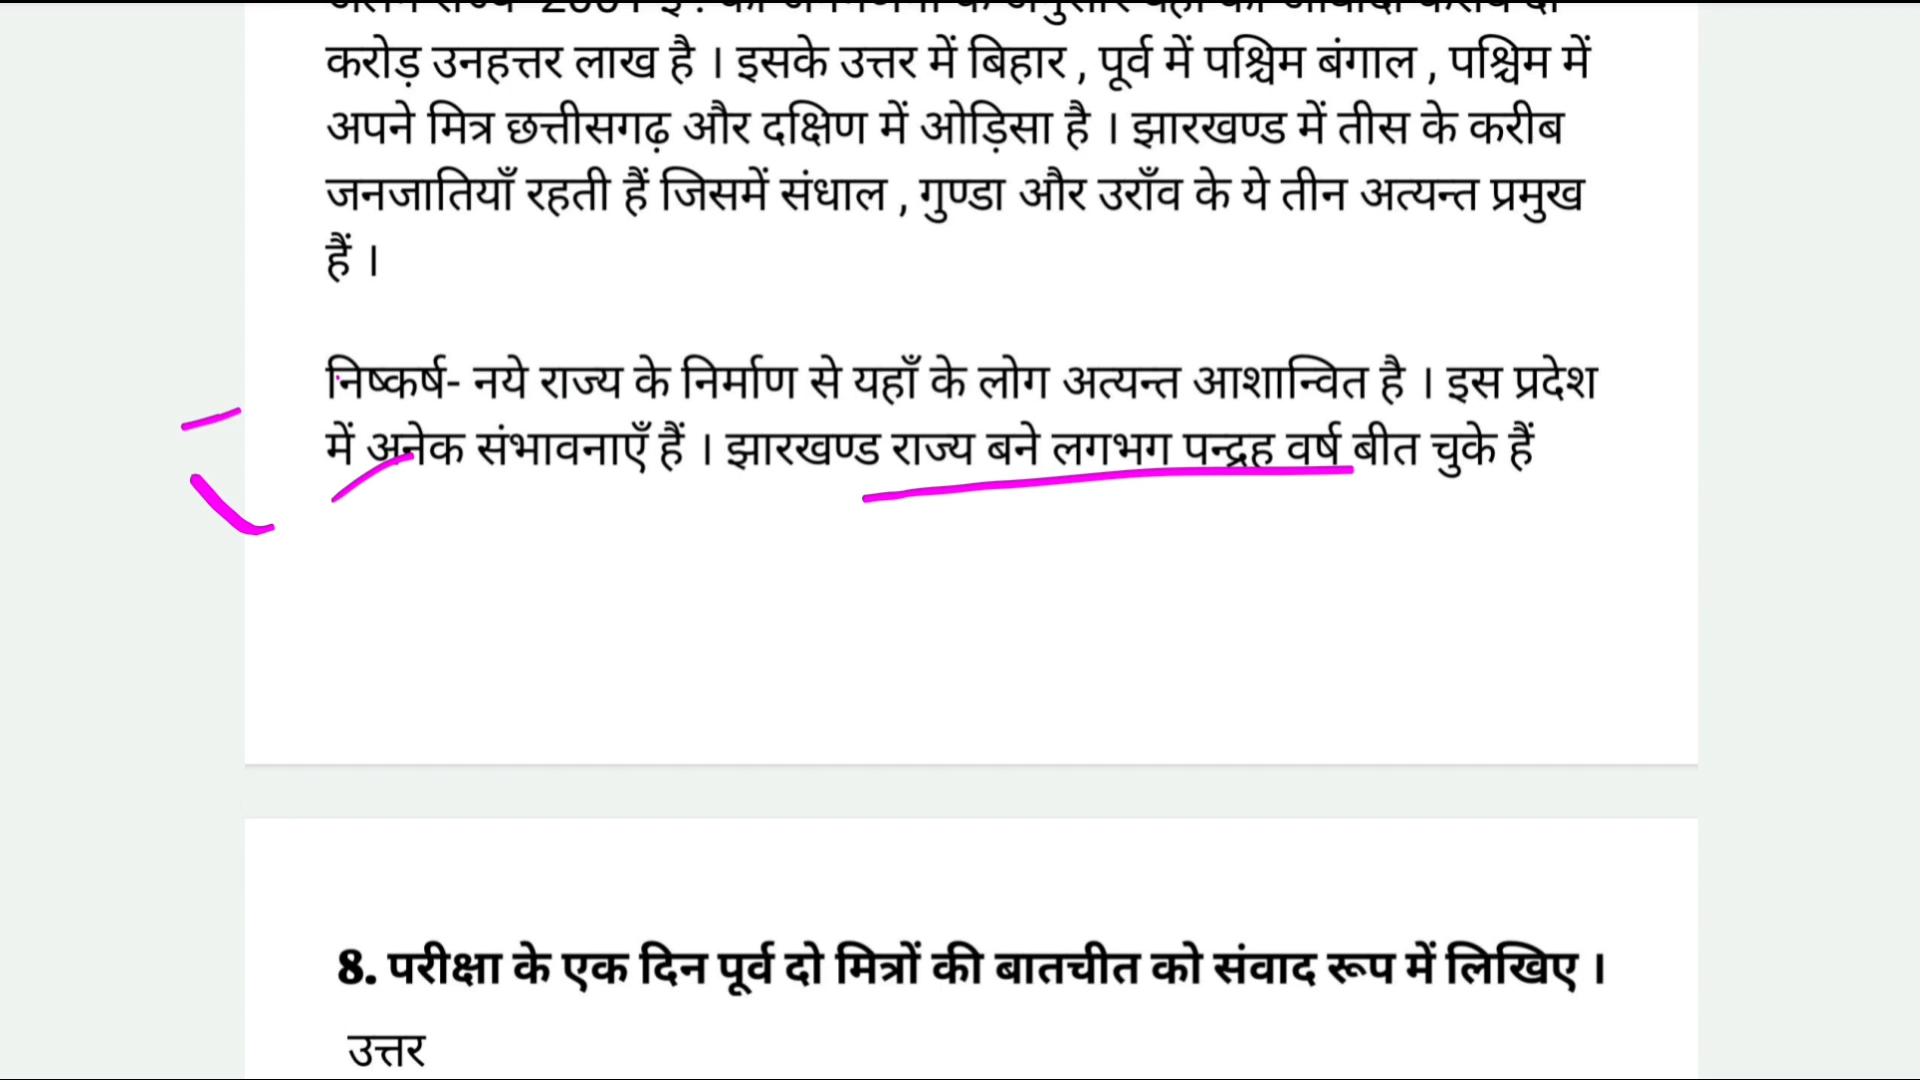 करोड़ उनहत्तर लाख है । इसके उत्तर में बिहार , पूर्व में पश्चिम बंगाल , पश्चिम में
अपने मित्र छत्तीसगढ़ और दक्षिण में ओड़िसा है । झारखण्ड में तीस के करीब
जनजातियाँ रहती हैं जिसमें संधाल , गुण्डा और उराँव के ये तीन अत्यन्त प्रमुख
हैं ।
निष्कर्ष- नये राज्य के निर्माण से यहाँ के लोग अत्यन्त आशान्वित है । इस प्रदेश
में अनेक संभावनाएँ हैं । झारखण्ड राज्य बने लगभग पन्द्रह वर्ष बीत चुके हैं
8. परीक्षा के एक दिन पूर्व दो मित्रों की बातचीत को संवाद रूप में लिखिए ।
उत्तर